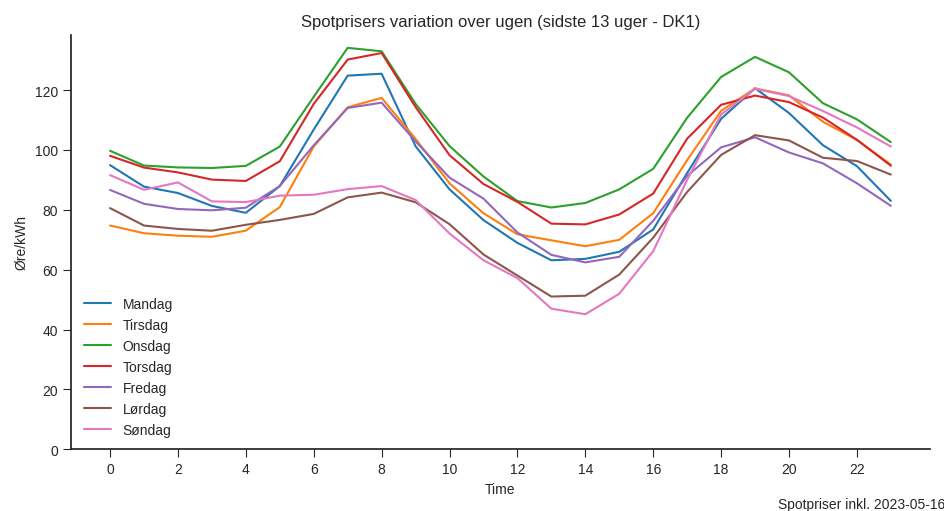 Spotprisers variation over ugen (sidste 13 uger - DK1)
Øre/kWh
120
100
80
60
40
20
0
Mandag
Tirsdag
Onsdag
Torsdag
Fredag
Lørdag
Søndag
0 2 4 6 8 10 12 14 16 18 20 22
Time
Spotpriser inkl. 2023-05-16